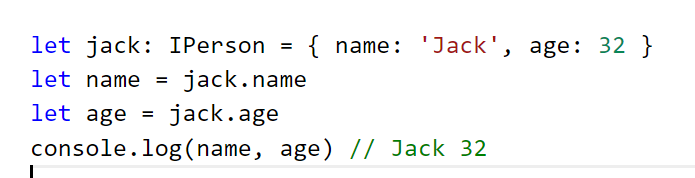 let jack: IPerson = { name: 'Jack', age: 32 }
let name = jack.name
let age = jack.age
console.log(name, age) // Jack 32